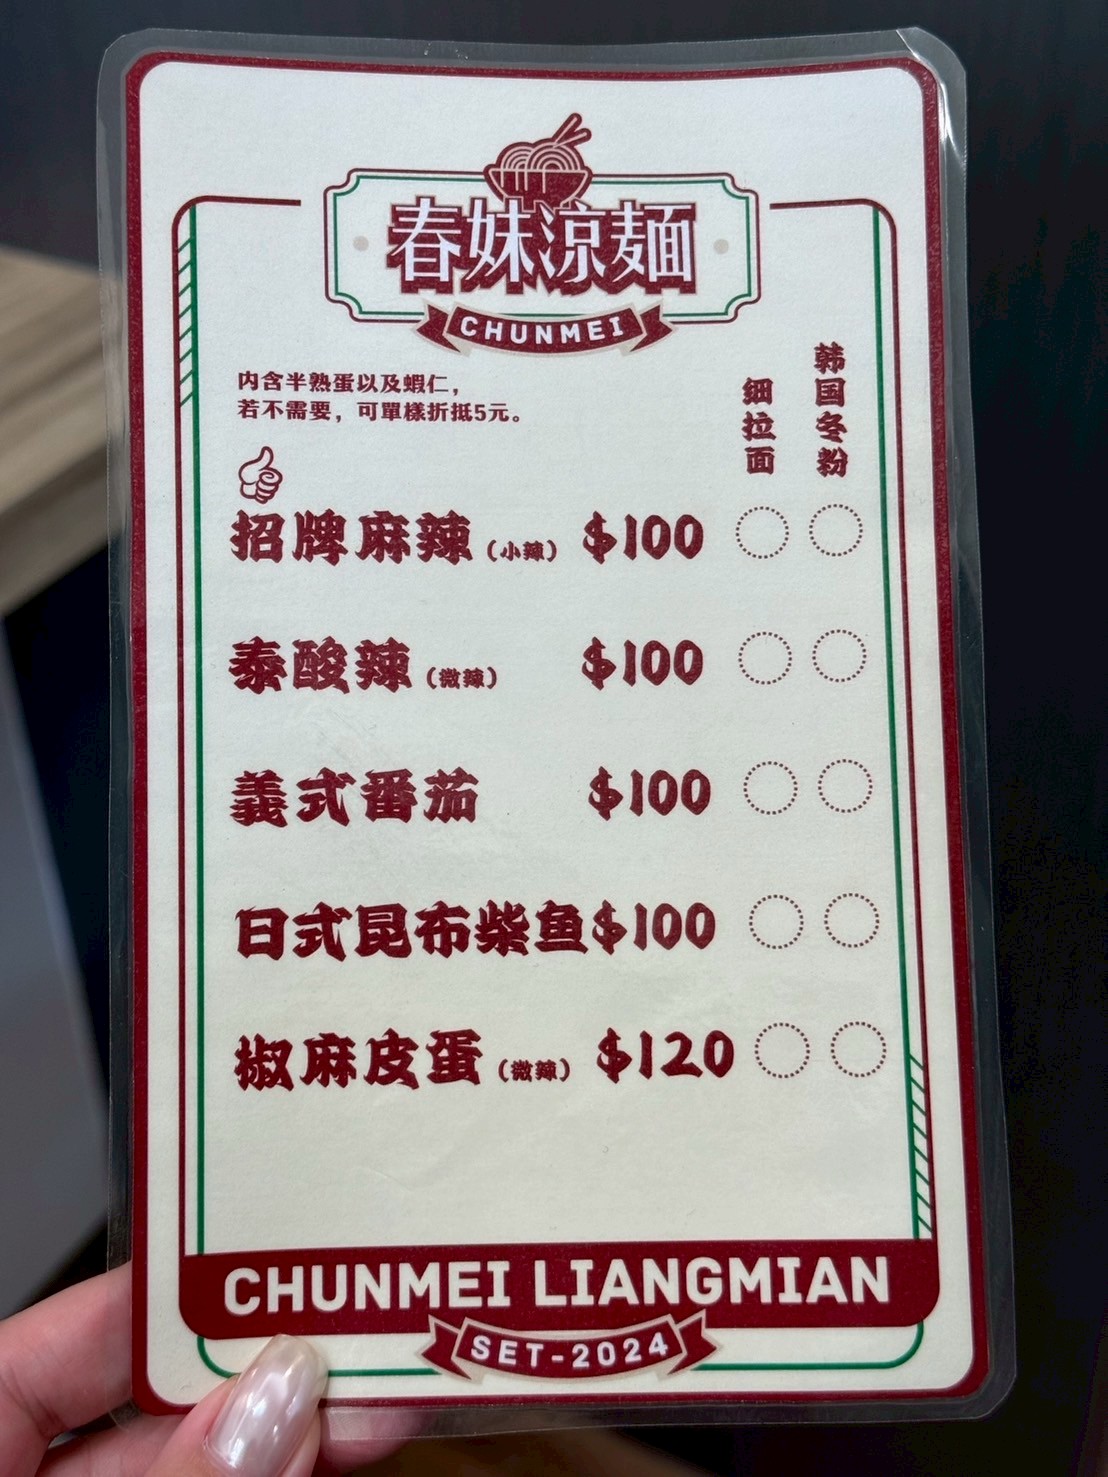 春妹涼麵
CHUNMEI
内含半熟蛋以及蝦仁，
若不需要，可單樣折抵5元。
细拉面
韩国冬粉
招牌麻辣（小辣） $100
泰酸辣（微辣） $100
義式番茄 $100
日式昆布柴鱼 $100
椒麻皮蛋（微辣） $120
CHUNMEI LIANGMIAN
SET-2024